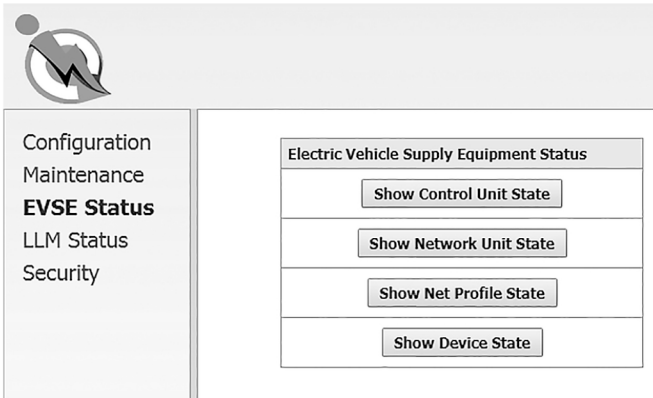 Configuration
Maintenance
EVSE Status
LLM Status
Security
Electric Vehicle Supply Equipment Status
Show Control Unit State
Show Network Unit State
Show Net Profile State
Show Device State